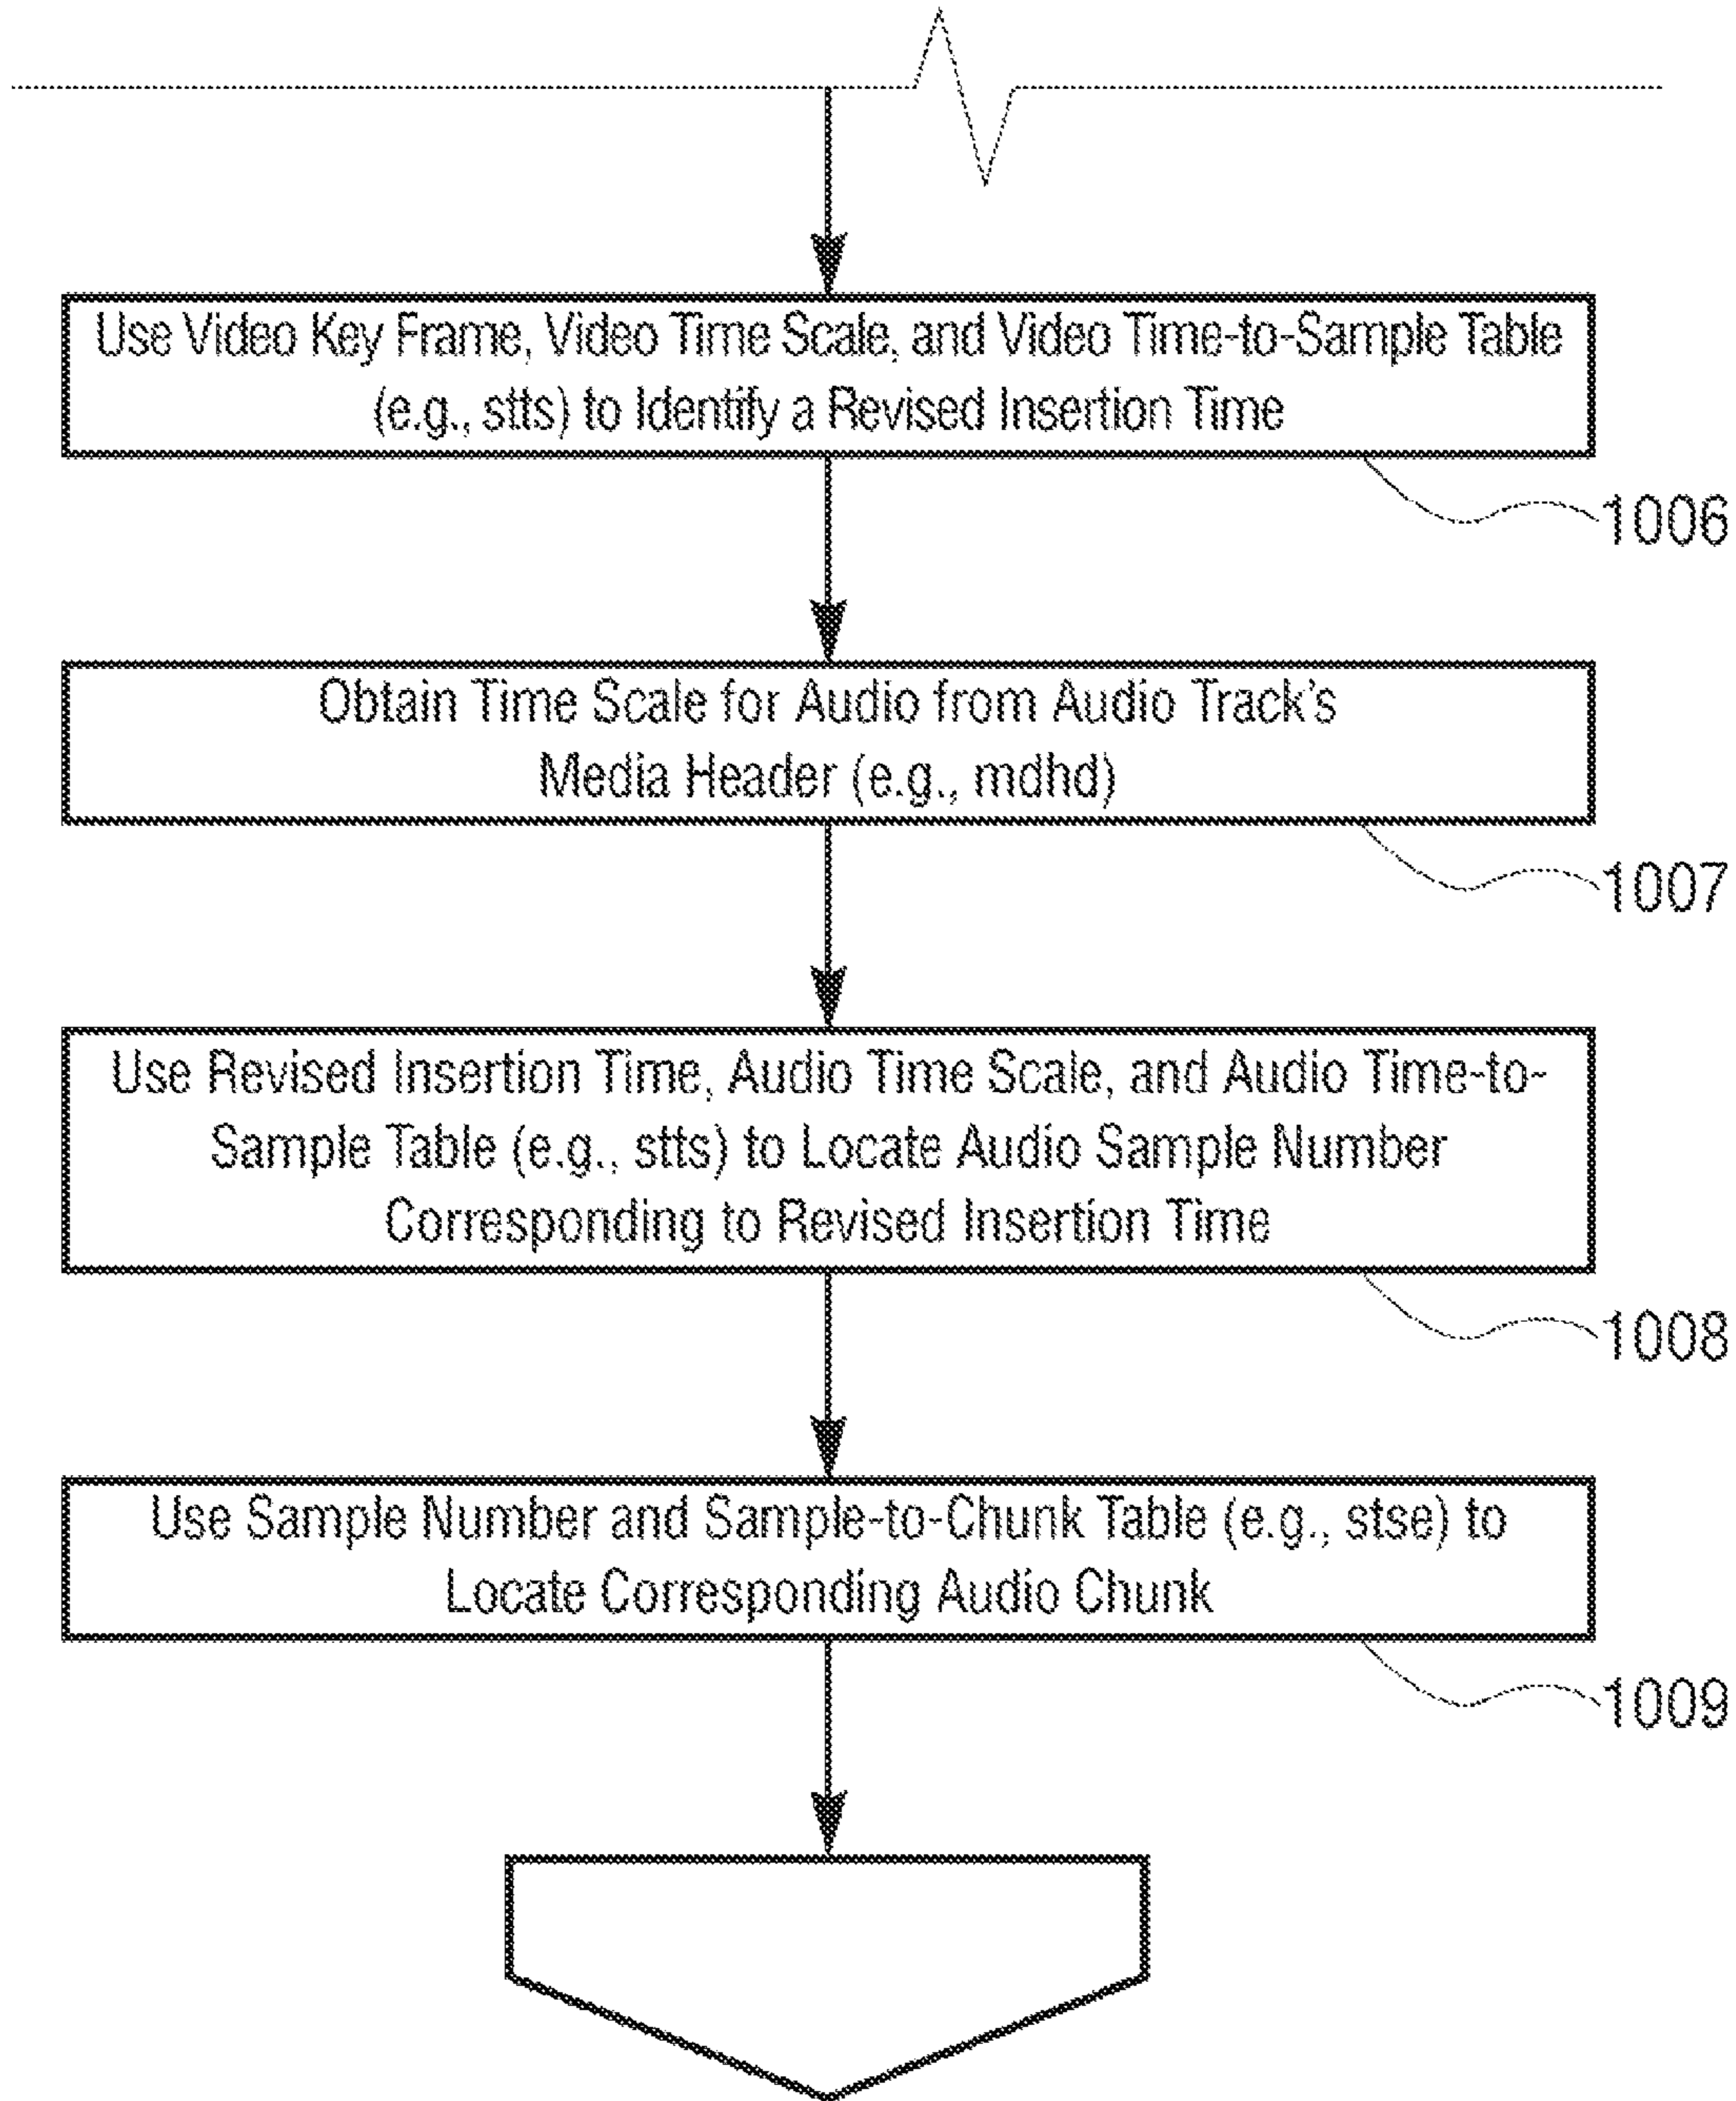 Use Video Key Frame, Video Time Scale, and Video Time-to-Sample Table
(e.g., stts) to Identify a Revised Insertion Time
1006
Obtain Time Scale for Audio from Audio Track's
Media Header (e.g., mdhd)
1007
Use Revised Insertion Time, Audio Time Scale, and Audio Time-to-
Sample Table (e.g., stts) to Locate Audio Sample Number
Corresponding to Revised Insertion Time
1008
Use Sample Number and Sample-to-Chunk Table (e.g., stse) to
Locate Corresponding Audio Chunk
1009